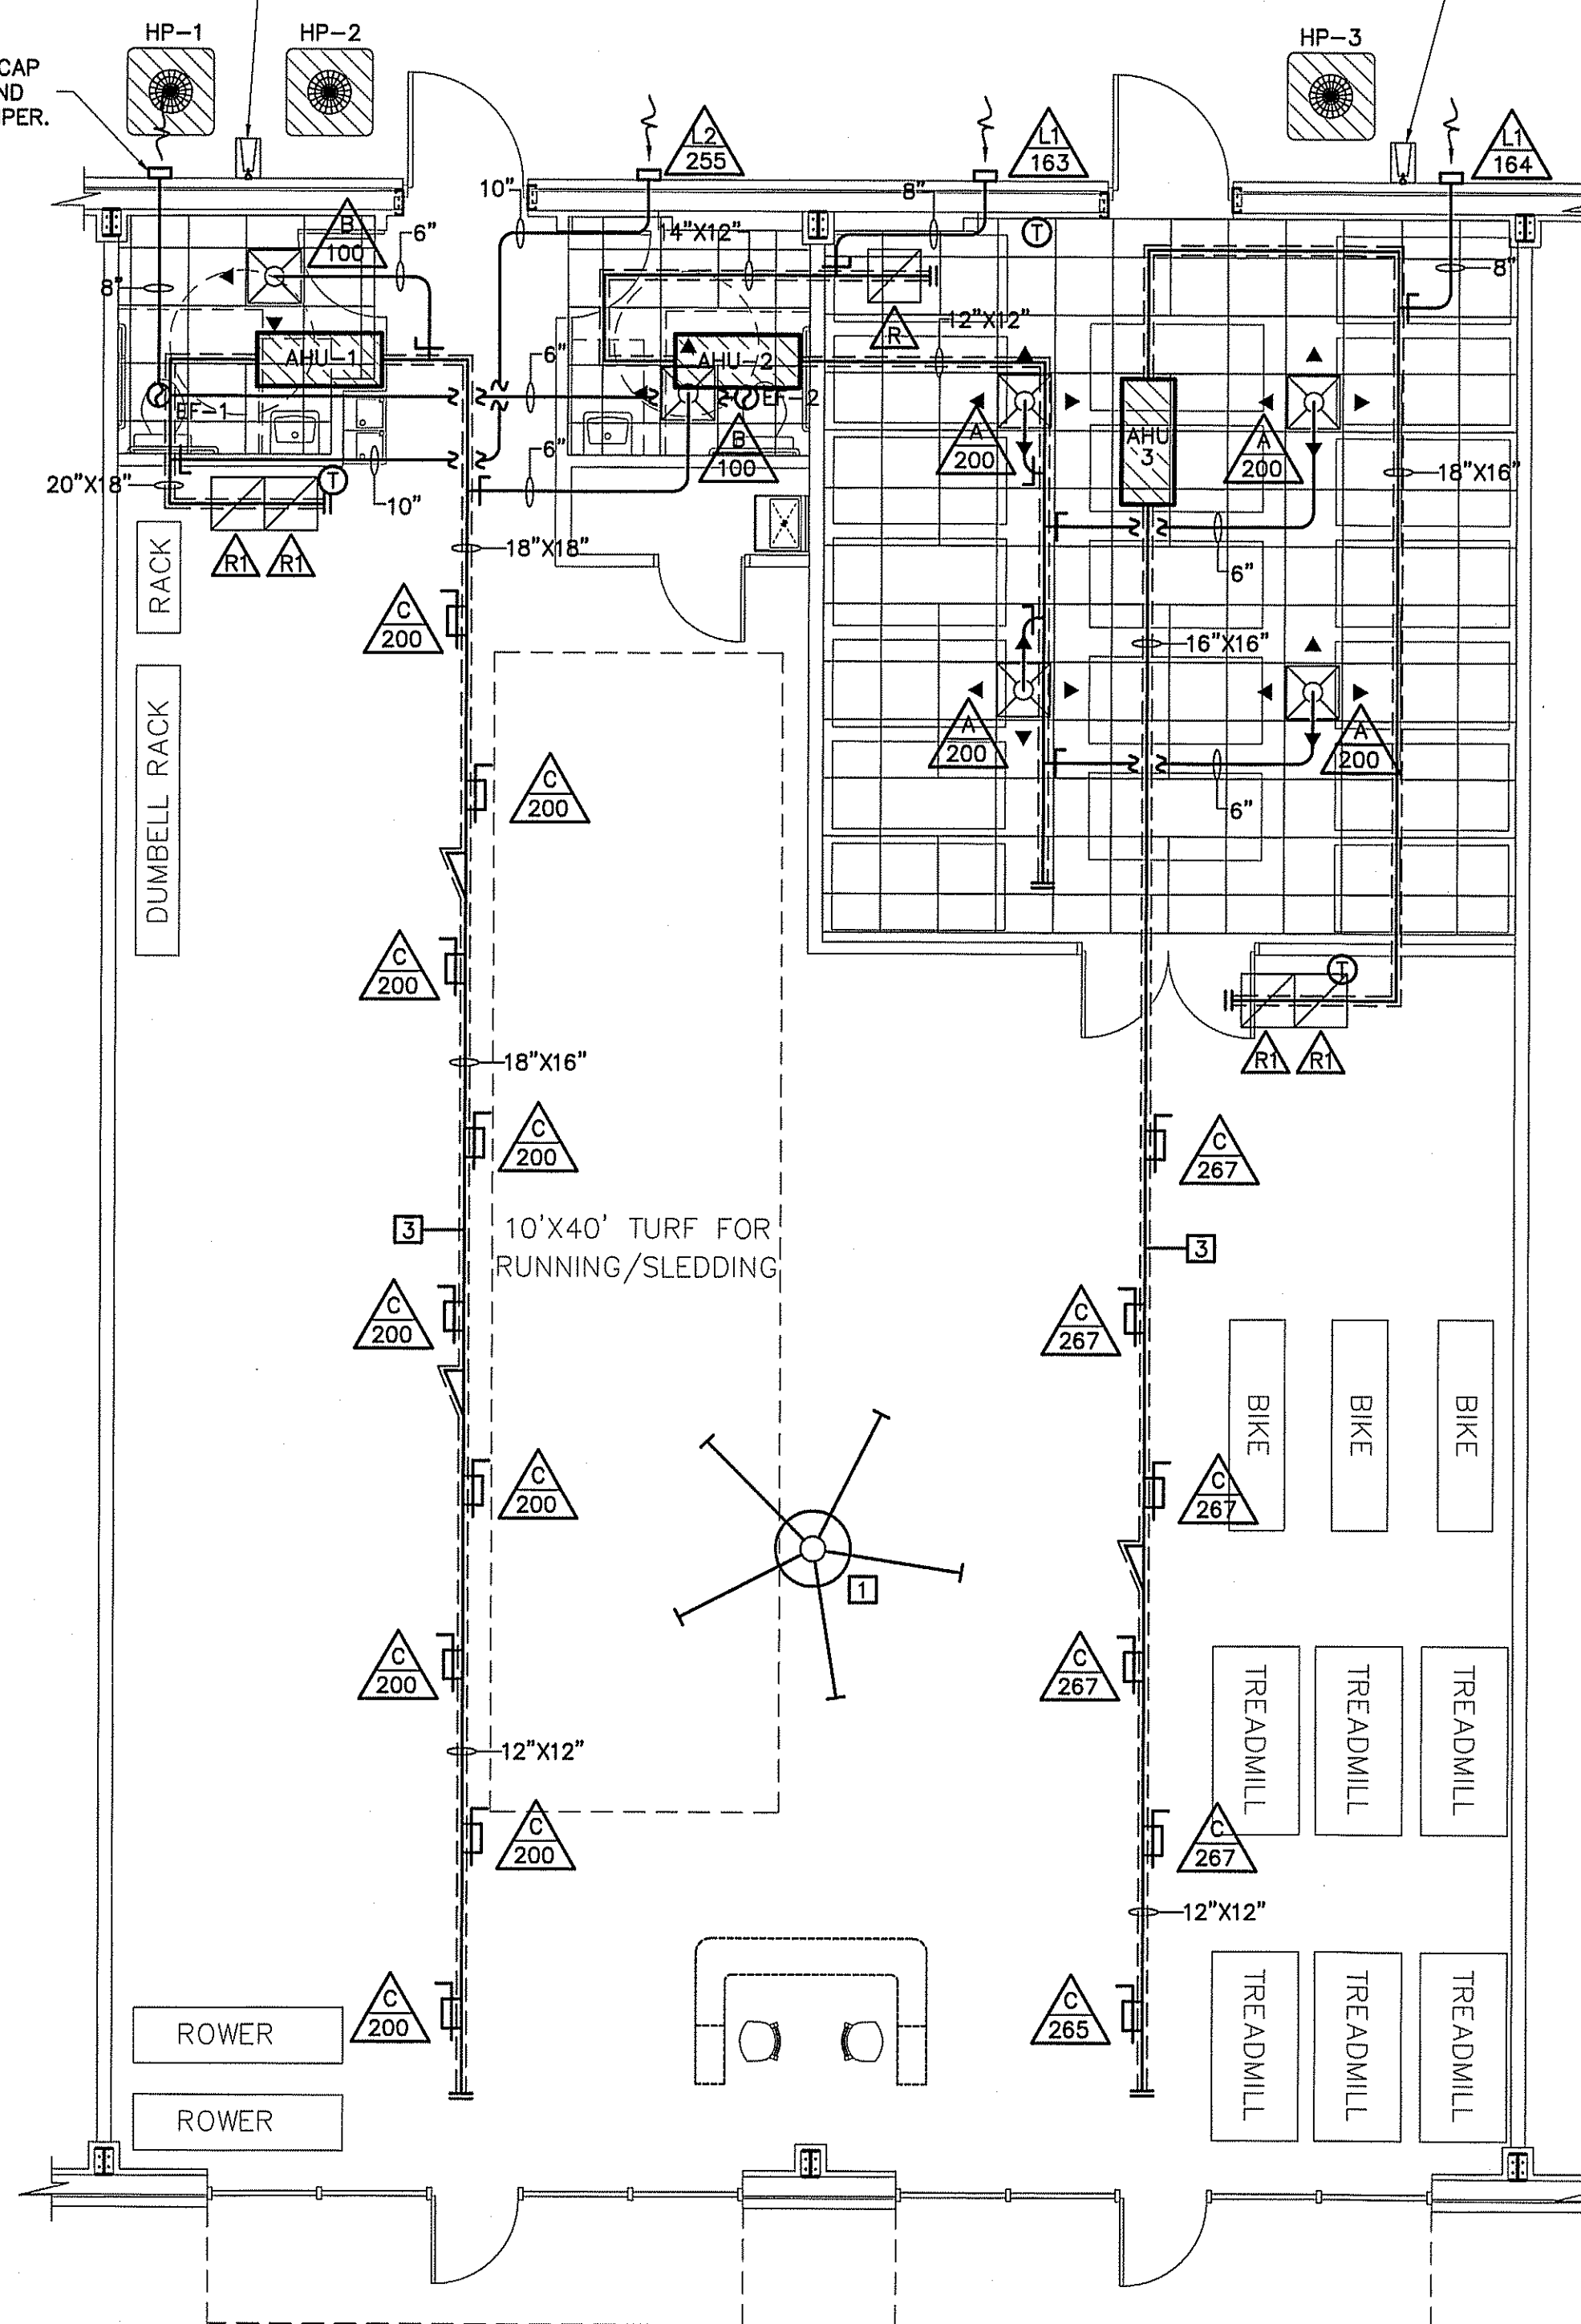 HP-1
HP-2
HP-3
CAP
ND
PER.
L2
255
L1
163
L1
164
10"
8"
B
100
6"
4"X12"
T
8"
8"
12"X12"
R
AHU-1
AHU-2
6"
EF-1
EF-2
A
200
AHU
3
A
200
B
100
6"
18"X16"
20"X18"
T
10"
R1
R1
18"X18"
6"
RACK
C
200
16"X16"
A
200
A
200
DUMBELL RACK
C
200
6"
C
200
T
R1
R1
18"X16"
C
200
C
267
3
10'X40' TURF FOR
RUNNING/SLEDDING
3
C
200
C
267
BIKE
BIKE
BIKE
C
200
C
267
1
C
200
C
267
TREADMILL
TREADMILL
TREADMILL
12"X12"
C
200
C
267
12"X12"
C
200
C
265
TREADMILL
TREADMILL
TREADMILL
ROWER
ROWER